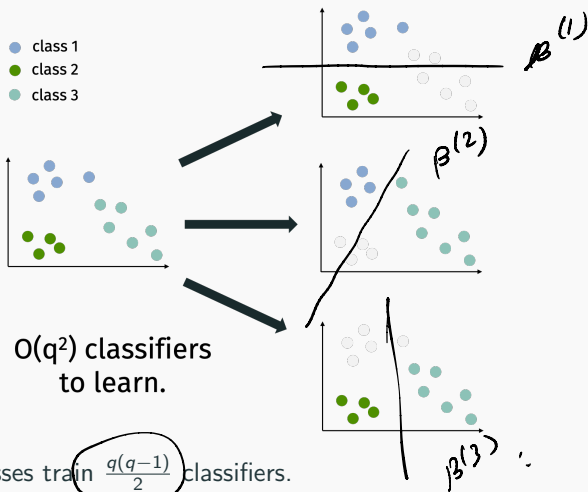 class 1
class 2
class 3
β^(1)
β^(2)
O(q²) classifiers
to learn.
β^(3)
sses train q(q−1)/2 classifiers.